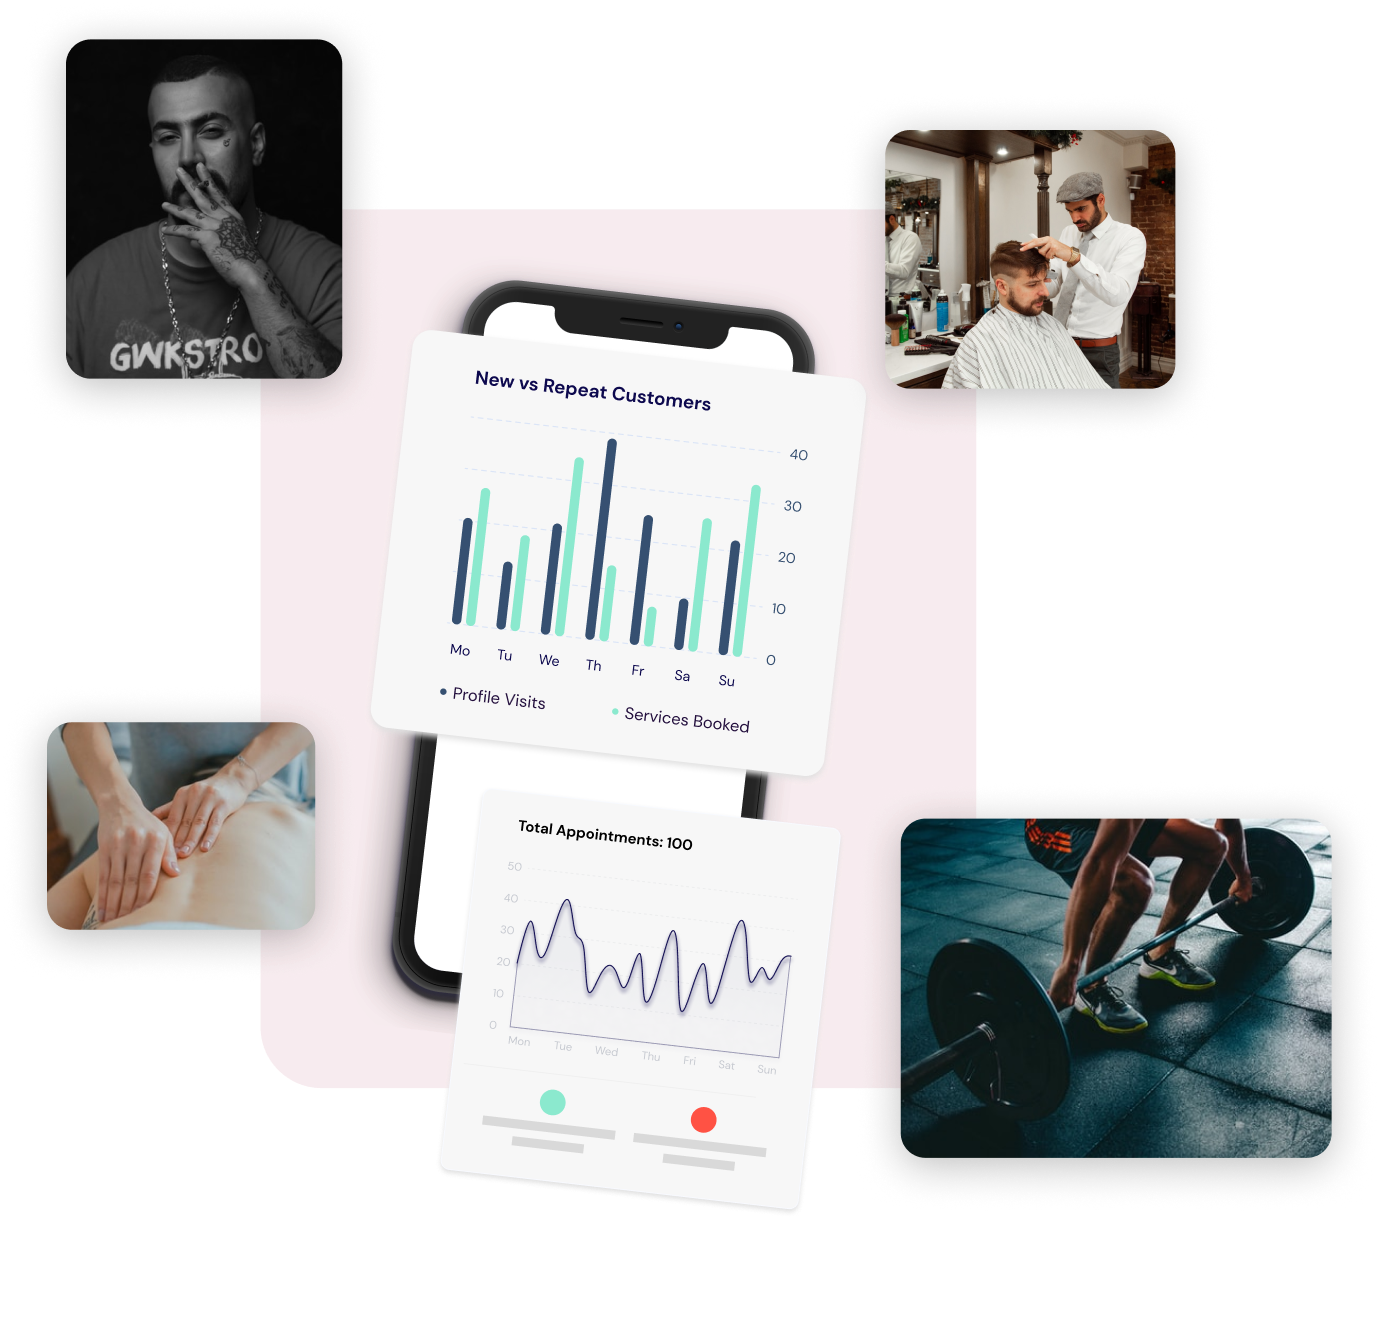 GWKSTRO
New vs Repeat Customers
40
30
20
10
0
Mo Tu We Th Fr Sa Su
Profile Visits Services Booked
Total Appointments: 100
50
40
30
20
10
0
Mon Tue Wed Thu Fri Sat Sun